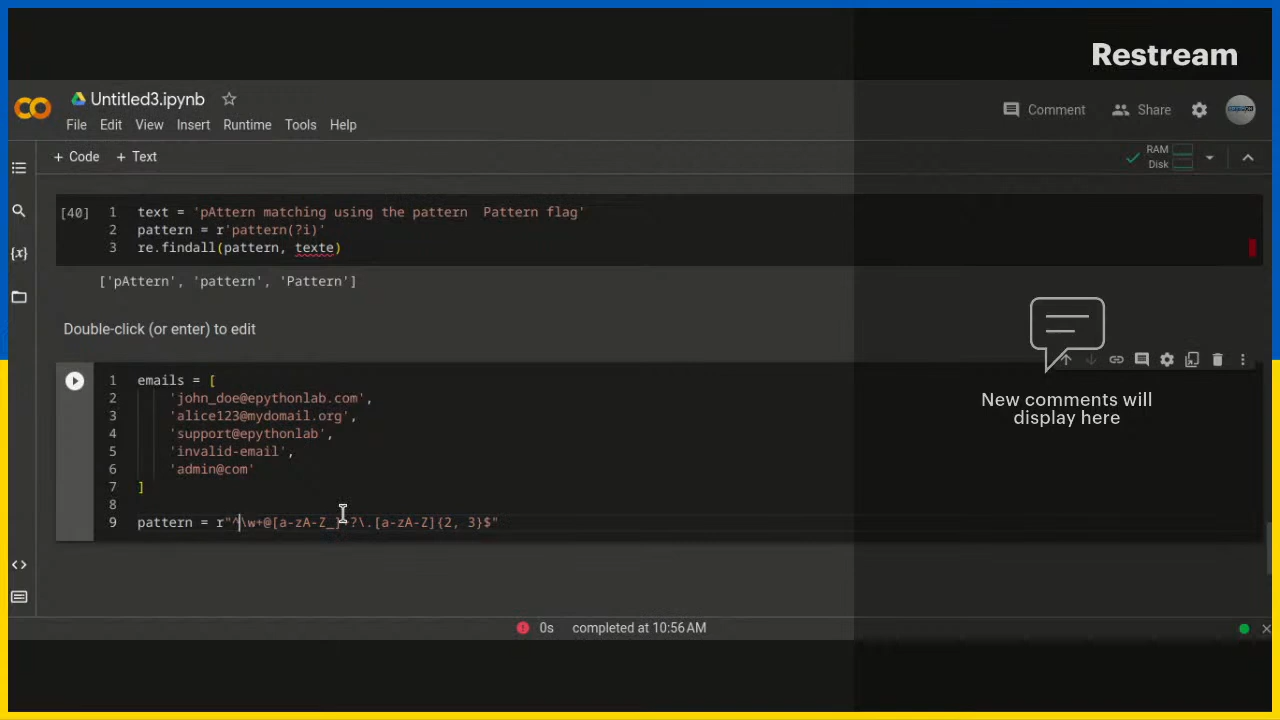 Restream
Untitled3.ipynb
Comment
Share
File Edit View Insert Runtime Tools Help
+ Code + Text
RAM
Disk
[40] 1 text = 'pAttern matching using the pattern  Pattern flag'
2 pattern = r'pattern(?i)'
3 re.findall(pattern, texte)
['pAttern', 'pattern', 'Pattern']
Double-click (or enter) to edit
1 emails = [
2 'john_doe@epythonlab.com',
3 'alice123@mydomail.org',
4 'support@epythonlab',
5 'invalid-email',
6 'admin@com'
7 ]
8
9 pattern = r"^\w+@[a-zA-Z_]+?\.[a-zA-Z]{2, 3}$"
New comments will
display here
0s completed at 10:56 AM